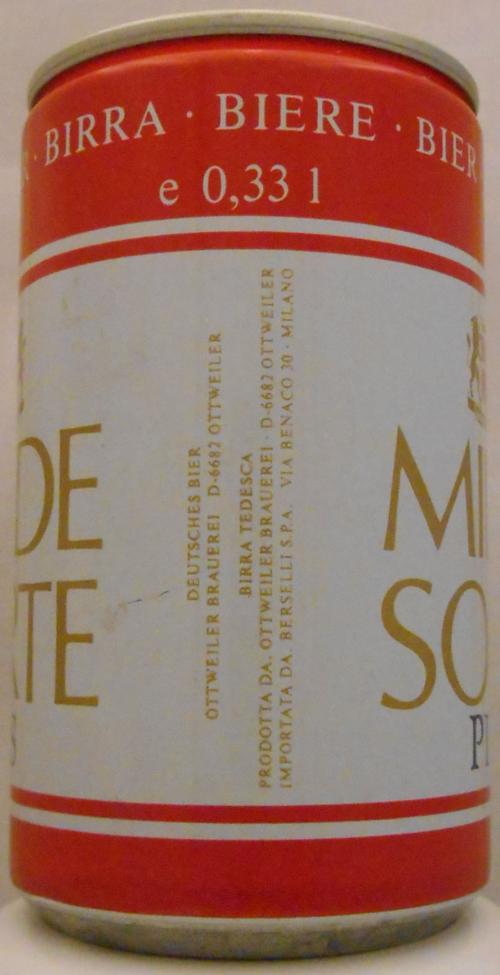 · BIRRA · BIERE · BIER
e 0,33 l
DE
TE
DEUTSCHES BIER
OTTWEILER BRAUEREI D-6682 OTTWEILER
BIRRA TEDESCA
PRODOTTA DA. OTTWEILER BRAUEREI · D-6682 OTTWEILER
IMPORTATA DA. BERSELLI S.P.A. VIA BENACO 30 · MILANO
MI
SO